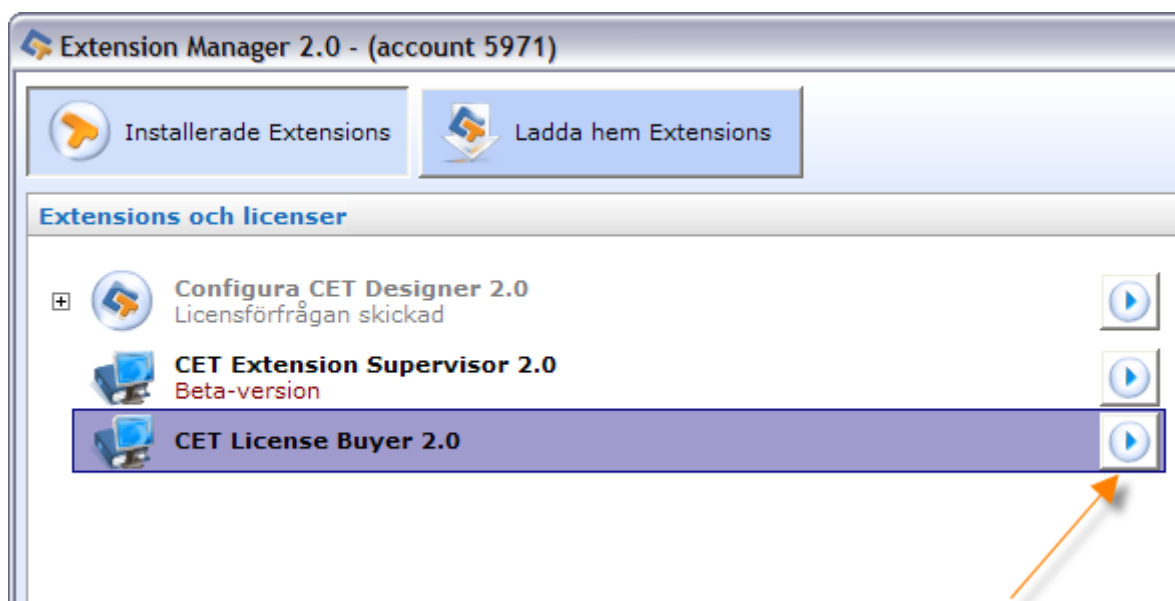 Extension Manager 2.0 - (account 5971)
Installerade Extensions
Ladda hem Extensions
Extensions och licenser
Configura CET Designer 2.0
Licensförfrågan skickad
CET Extension Supervisor 2.0
Beta-version
CET License Buyer 2.0